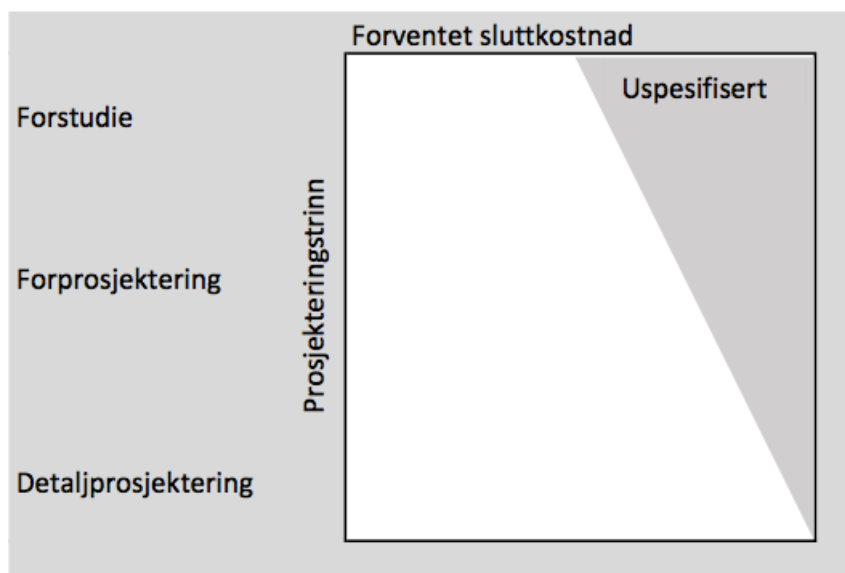 Forventet sluttkostnad
Uspesifisert
Forstudie
Prosjekteringstrinn
Forprosjektering
Detaljprosjektering